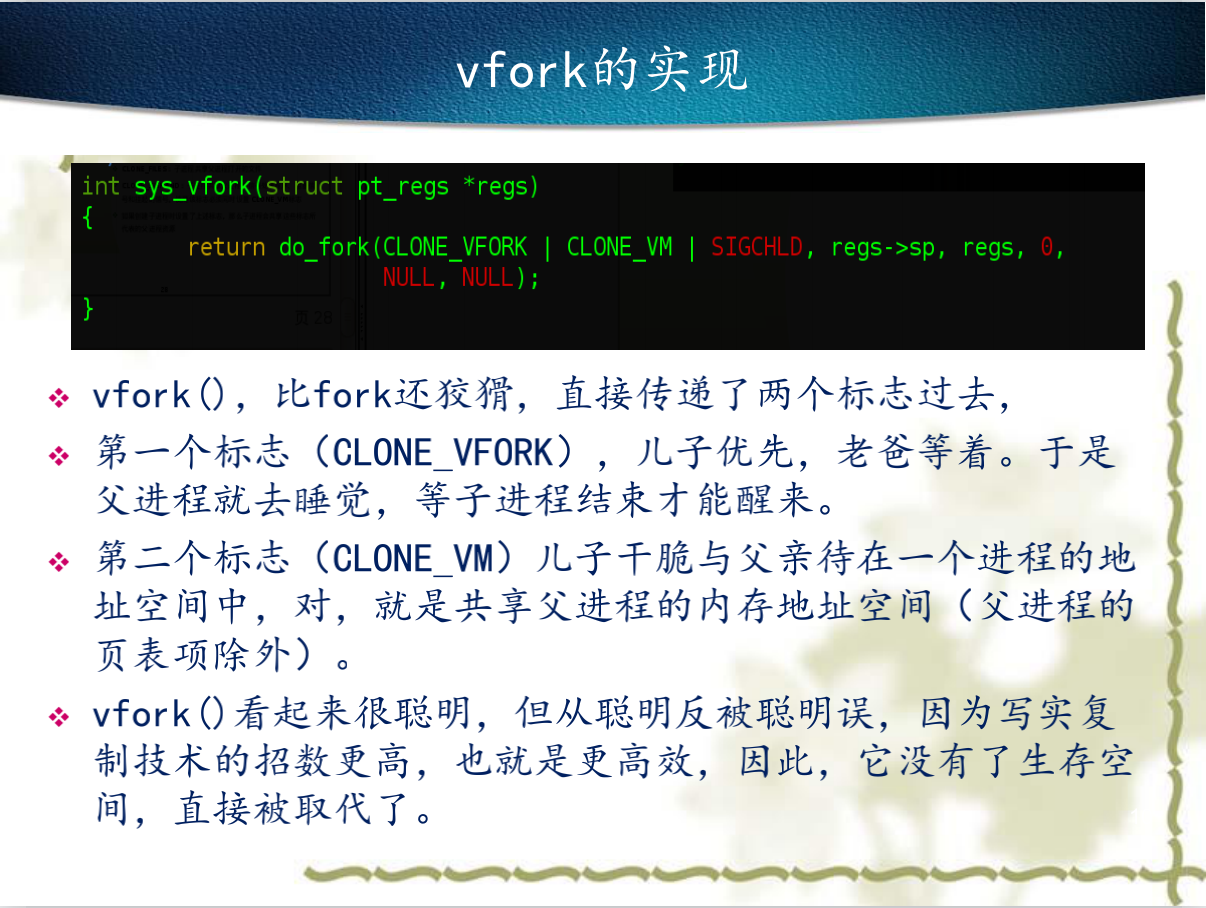 vfork的实现
int sys_vfork(struct pt_regs *regs)
{
return do_fork(CLONE_VFORK | CLONE_VM | SIGCHLD, regs->sp, regs, 0,
NULL, NULL);
}
vfork()，比fork还狡猾，直接传递了两个标志过去，
第一个标志（CLONE_VFORK），儿子优先，老爸等着。于是
父进程就去睡觉，等子进程结束才能醒来。
第二个标志（CLONE_VM）儿子干脆与父亲待在一个进程的地
址空间中，对，就是共享父进程的内存地址空间（父进程的
页表项除外）。
vfork()看起来很聪明，但从聪明反被聪明误，因为写实复
制技术的招数更高，也就是更高效，因此，它没有了生存空
间，直接被取代了。